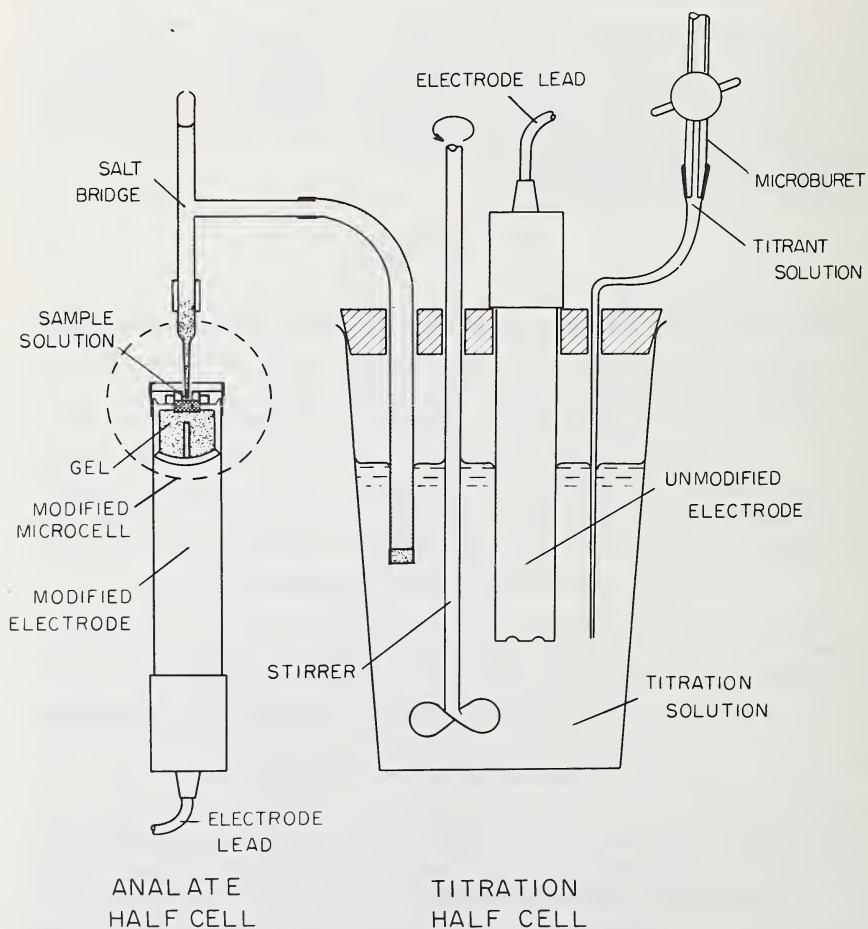 ELECTRODE LEAD
SALT
BRIDGE
MICROBURET
TITRANT
SOLUTION
SAMPLE
SOLUTION
GEL
MODIFIED
MICROCELL
UNMODIFIED
ELECTRODE
MODIFIED
ELECTRODE
STIRRER
TITRATION
SOLUTION
ELECTRODE
LEAD
ANALATE
HALF CELL
TITRATION
HALF CELL